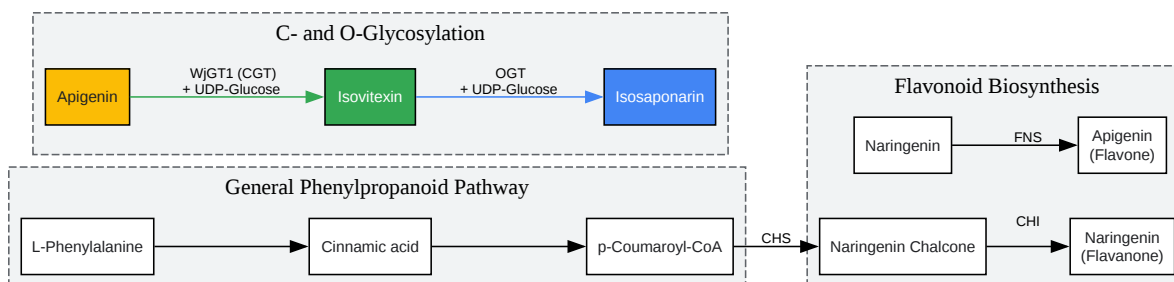 C- and O-Glycosylation
WjGT1 (CGT)
+ UDP-Glucose
OGT
+ UDP-Glucose
Apigenin
Isovitexin
Isosaponarin
Flavonoid Biosynthesis
Naringenin
FNS
Apigenin
(Flavone)
General Phenylpropanoid Pathway
L-Phenylalanine
Cinnamic acid
p-Coumaroyl-CoA
CHS
Naringenin Chalcone
CHI
Naringenin
(Flavanone)